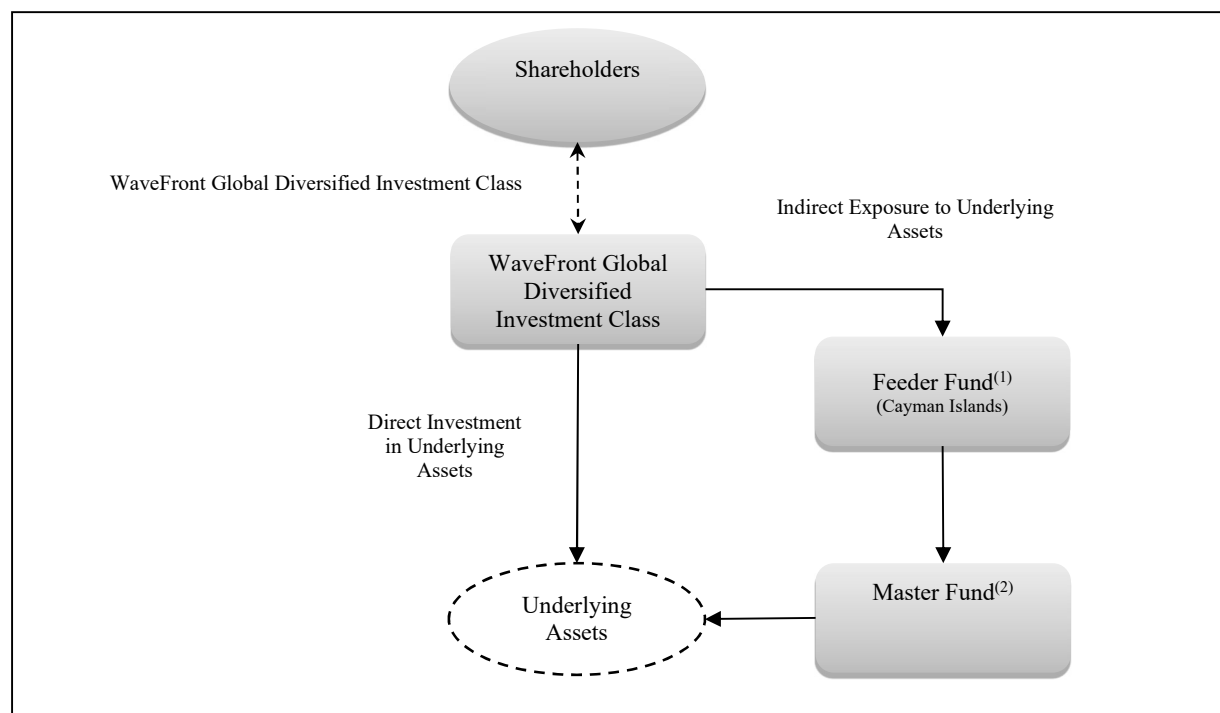 Shareholders
WaveFront Global Diversified Investment Class
Indirect Exposure to Underlying
Assets
WaveFront Global
Diversified
Investment Class
Feeder Fund(1)
(Cayman Islands)
Direct Investment
in Underlying
Assets
Master Fund(2)
Underlying
Assets